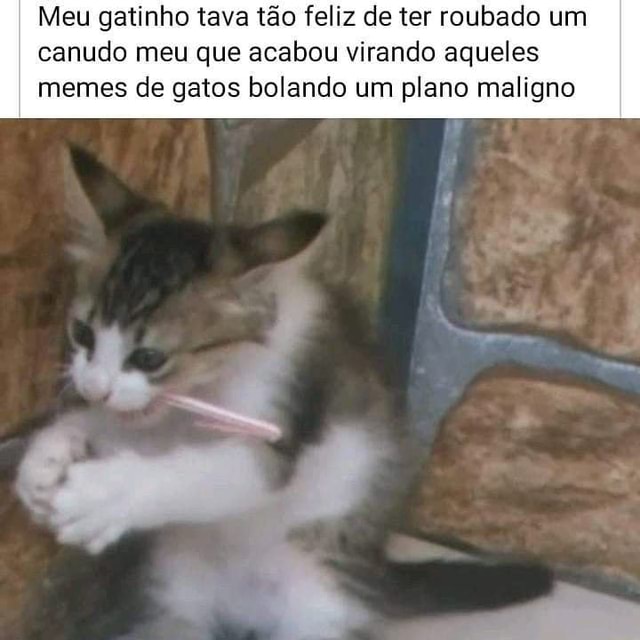 Meu gatinho tava tão feliz de ter roubado um
canudo meu que acabou virando aqueles
memes de gatos bolando um plano maligno